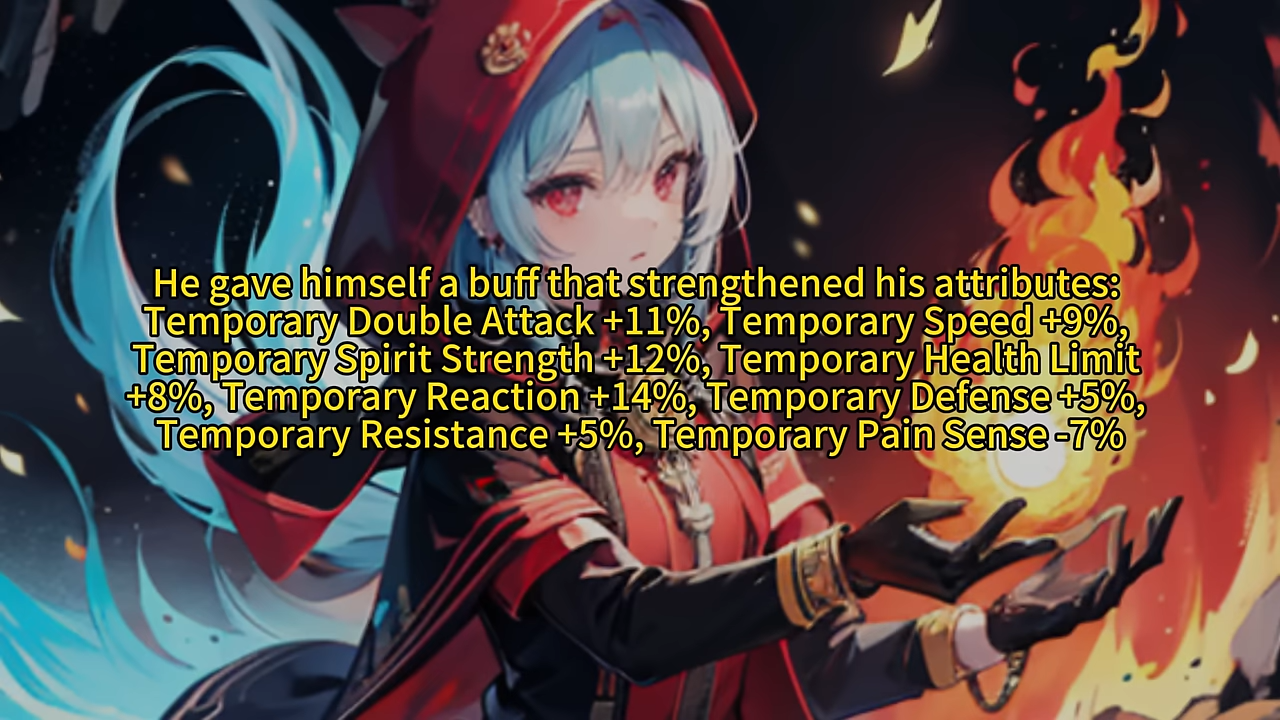 He gave himself a buff that strengthened his attributes:
Temporary Double Attack +11%, Temporary Speed +9%,
Temporary Spirit Strength +12%, Temporary Health Limit
+8%, Temporary Reaction +14%, Temporary Defense +5%,
Temporary Resistance +5%, Temporary Pain Sense -7%